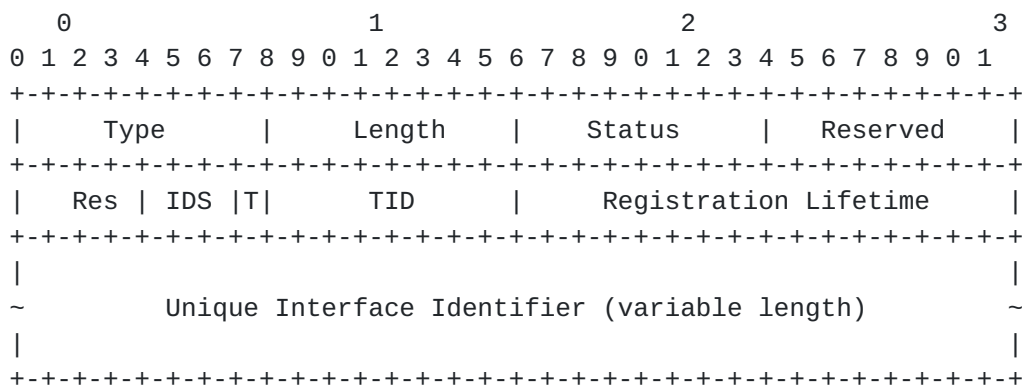 0                   1                   2                   3
0 1 2 3 4 5 6 7 8 9 0 1 2 3 4 5 6 7 8 9 0 1 2 3 4 5 6 7 8 9 0 1
+-+-+-+-+-+-+-+-+-+-+-+-+-+-+-+-+-+-+-+-+-+-+-+-+-+-+-+-+-+-+-+-+
|     Type      |     Length    |    Status     |   Reserved    |
+-+-+-+-+-+-+-+-+-+-+-+-+-+-+-+-+-+-+-+-+-+-+-+-+-+-+-+-+-+-+-+-+
|   Res | IDS |T|      TID      |     Registration Lifetime     |
+-+-+-+-+-+-+-+-+-+-+-+-+-+-+-+-+-+-+-+-+-+-+-+-+-+-+-+-+-+-+-+-+
|                                                               |
~         Unique Interface Identifier (variable length)         ~
|                                                               |
+-+-+-+-+-+-+-+-+-+-+-+-+-+-+-+-+-+-+-+-+-+-+-+-+-+-+-+-+-+-+-+-+